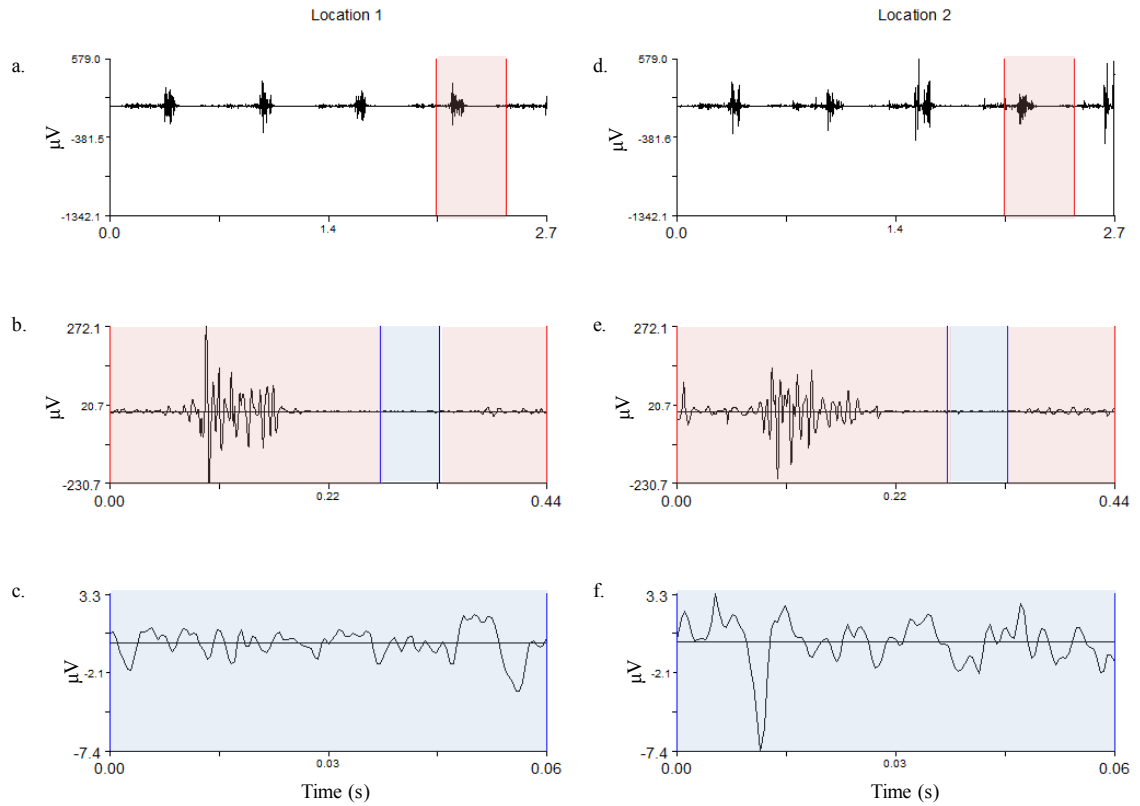 Location 1
Location 2
a.
579.0
-381.5
-1342.1
µV
0.0
1.4
2.7
d.
579.0
-381.6
-1342.1
µV
0.0
1.4
2.7
b.
272.1
20.7
-230.7
µV
0.00
0.22
0.44
e.
272.1
20.7
-230.7
µV
0.00
0.22
0.44
c.
3.3
-2.1
-7.4
µV
0.00
0.03
0.06
Time (s)
f.
3.3
-2.1
-7.4
µV
0.00
0.03
0.06
Time (s)